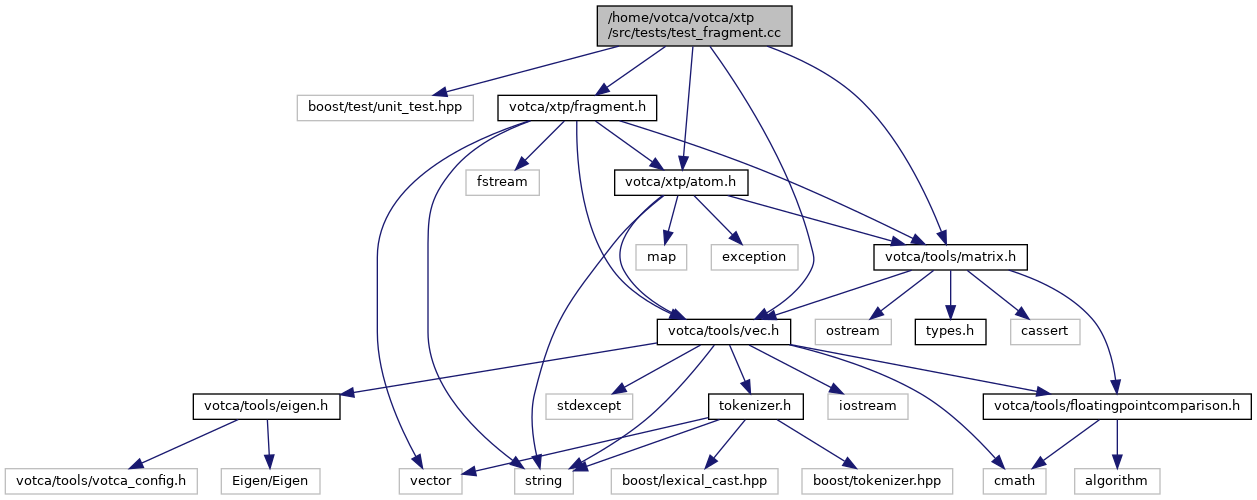 /home/votca/votca/xtp
/src/tests/test_fragment.cc
boost/test/unit_test.hpp
votca/xtp/fragment.h
fstream
votca/xtp/atom.h
map
exception
votca/tools/matrix.h
votca/tools/vec.h
ostream
types.h
cassert
votca/tools/eigen.h
stdexcept
tokenizer.h
iostream
votca/tools/floatingpointcomparison.h
votca/tools/votca_config.h
Eigen/Eigen
vector
string
boost/lexical_cast.hpp
boost/tokenizer.hpp
cmath
algorithm